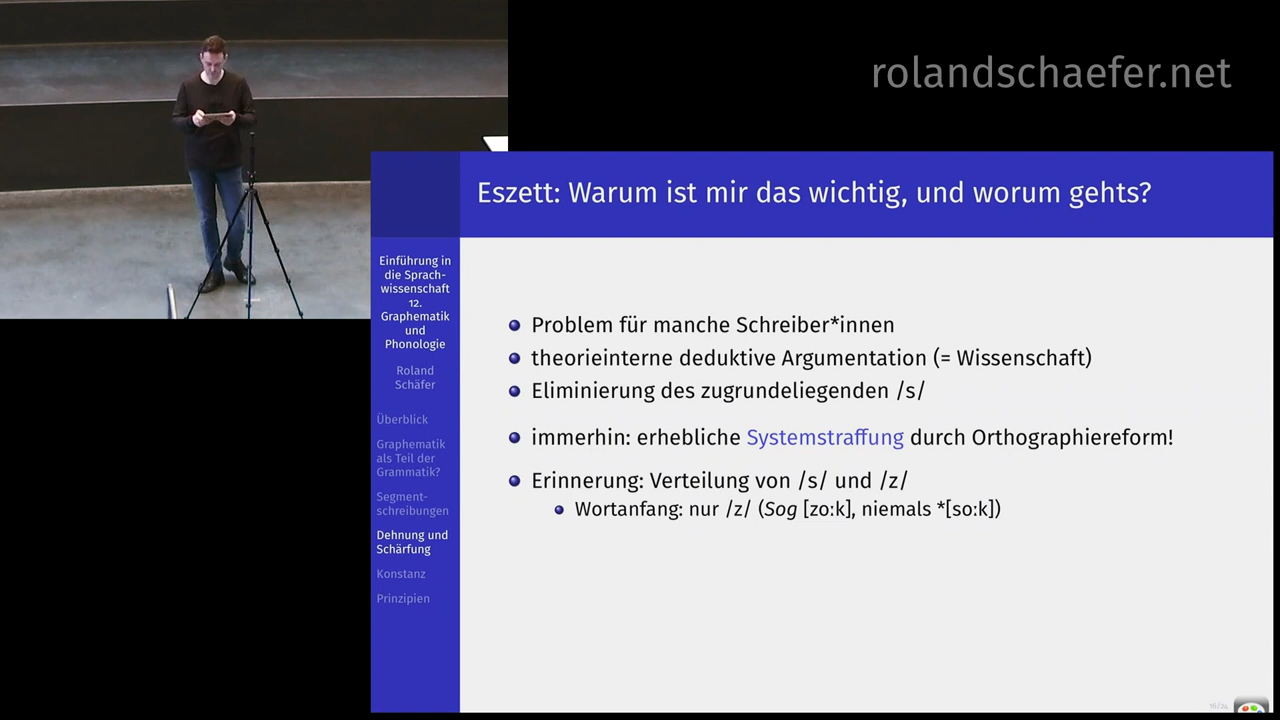 rolandschaefer.net
Eszett: Warum ist mir das wichtig, und worum gehts?
Einführung in
die Sprach-
wissenschaft
12.
Graphematik
und
Phonologie
Roland
Schäfer
Überblick
Graphematik
als Teil der
Grammatik?
Segment-
schreibungen
Dehnung und
Schärfung
Konstanz
Prinzipien
Problem für manche Schreiber*innen
theorieinterne deduktive Argumentation (= Wissenschaft)
Eliminierung des zugrundeliegenden /s/
immerhin: erhebliche Systemstraffung durch Orthographiereform!
Erinnerung: Verteilung von /s/ und /z/
Wortanfang: nur /z/ (Sog [zo:k], niemals *[so:k])
16/24